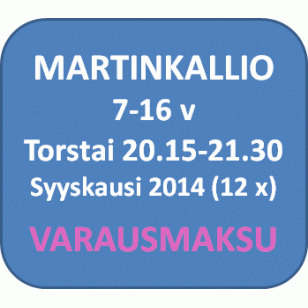 MARTINKALLIO
7-16 v
Torstai 20.15-21.30
Syyskausi 2014 (12 x)
VARAUSMAKSU